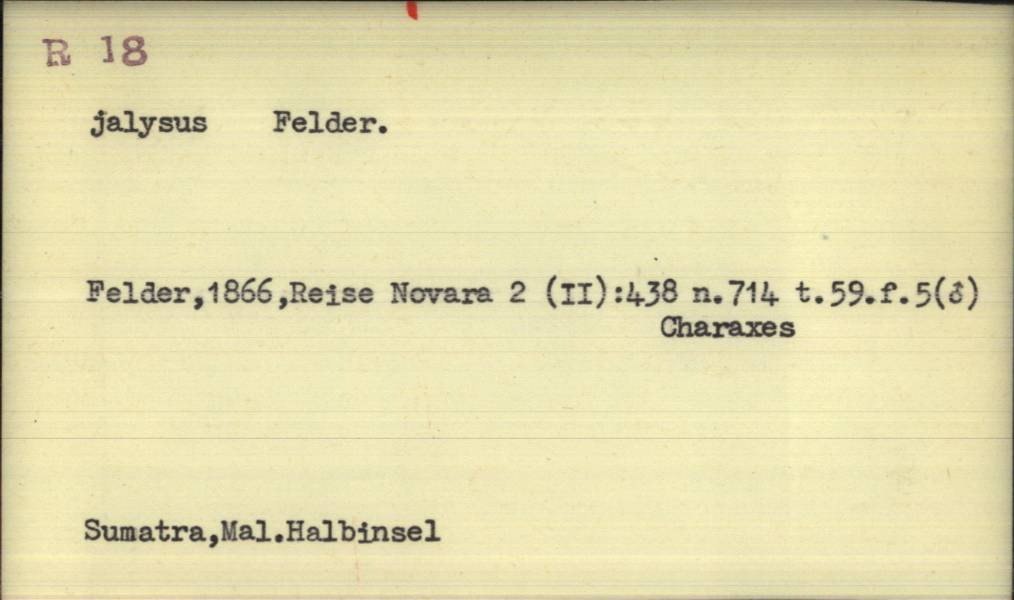 R 18
jalysus Felder.
Felder,1866,Reise Novara 2 (II):438 n.714 t.59.f.5(♂)
Charaxes
Sumatra,Mal.Halbinsel